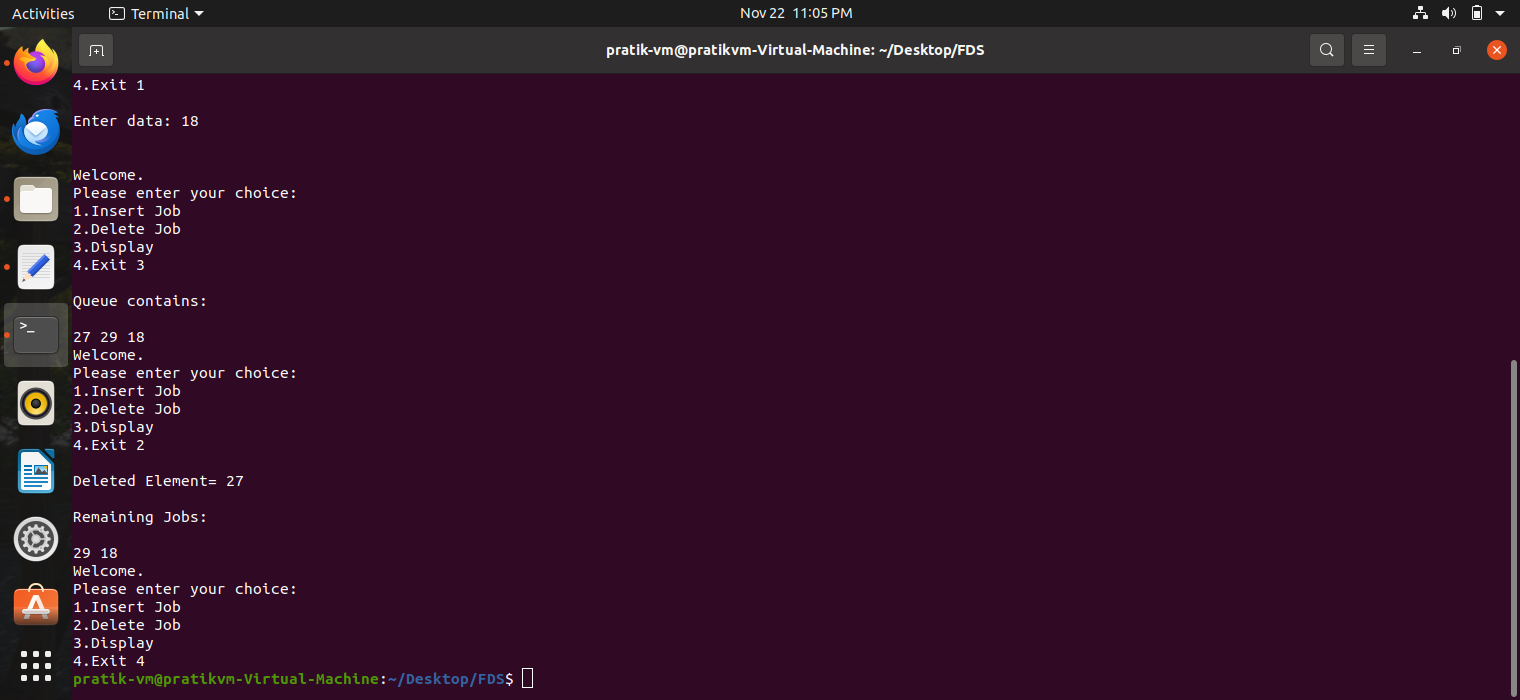 Activities Terminal Nov 22 11:05 PM
pratik-vm@pratikvm-Virtual-Machine: ~/Desktop/FDS
4.Exit 1
Enter data: 18
Welcome.
Please enter your choice:
1.Insert Job
2.Delete Job
3.Display
4.Exit 3
Queue contains:
27 29 18
Welcome.
Please enter your choice:
1.Insert Job
2.Delete Job
3.Display
4.Exit 2
Deleted Element= 27
Remaining Jobs:
29 18
Welcome.
Please enter your choice:
1.Insert Job
2.Delete Job
3.Display
4.Exit 4
pratik-vm@pratikvm-Virtual-Machine:~/Desktop/FDS$